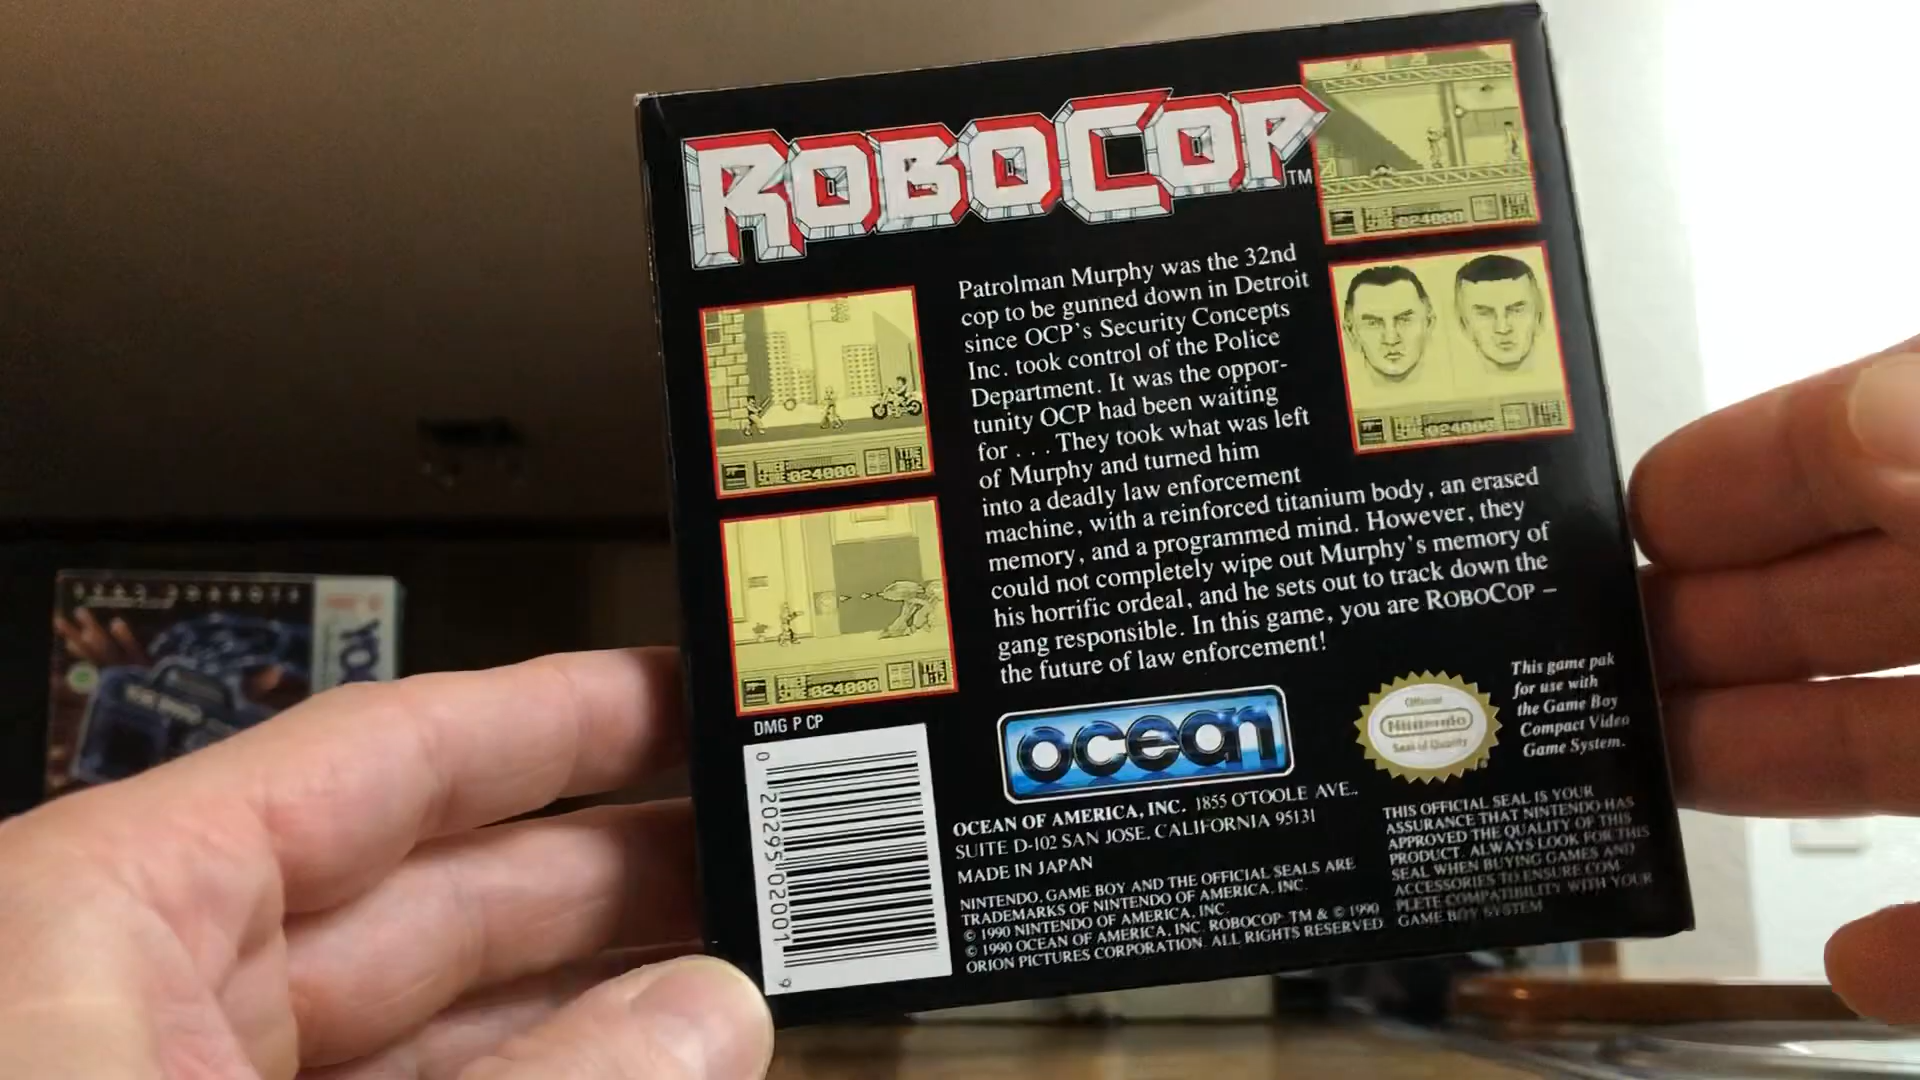 ROBOCOP TM
Patrolman Murphy was the 32nd
cop to be gunned down in Detroit
since OCP's Security Concepts
Inc. took control of the Police
Department. It was the oppor-
tunity OCP had been waiting
for . . . They took what was left
of Murphy and turned him
into a deadly law enforcement
machine, with a reinforced titanium body, an erased
memory, and a programmed mind. However, they
could not completely wipe out Murphy's memory of
his horrific ordeal, and he sets out to track down the
gang responsible. In this game, you are ROBOCOP –
the future of law enforcement!
024000
024000
SCORE 024000
TIME
SCORE 024000
TIME
DMG P CP
0 20295 02001 9
ocean
OCEAN OF AMERICA, INC. 1855 O'TOOLE AVE.,
SUITE D-102 SAN JOSE, CALIFORNIA 95131
MADE IN JAPAN
NINTENDO, GAME BOY AND THE OFFICIAL SEALS ARE
TRADEMARKS OF NINTENDO OF AMERICA, INC.
© 1990 NINTENDO OF AMERICA, INC.
© 1990 OCEAN OF AMERICA, INC. ROBOCOP TM & © 1990
ORION PICTURES CORPORATION. ALL RIGHTS RESERVED.
Official
Nintendo
Seal of Quality
This game pak
for use with
the Game Boy
Compact Video
Game System.
THIS OFFICIAL SEAL IS YOUR
ASSURANCE THAT NINTENDO HAS
APPROVED THE QUALITY OF THIS
PRODUCT. ALWAYS LOOK FOR THIS
SEAL WHEN BUYING GAMES AND
ACCESSORIES TO ENSURE COM-
PLETE COMPATIBILITY WITH YOUR
GAME BOY SYSTEM